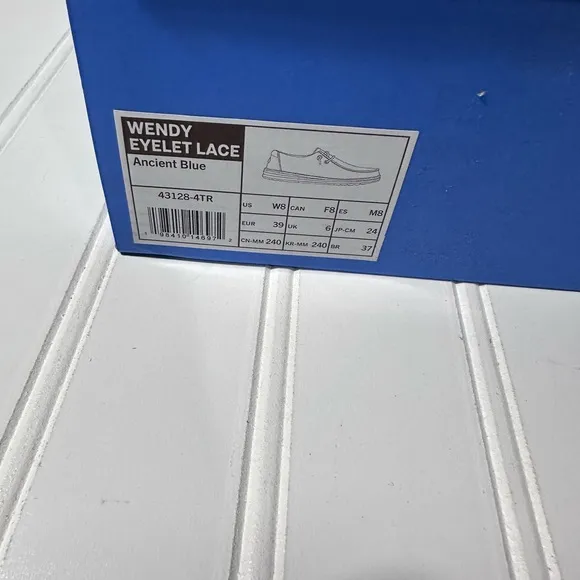 WENDY
EYELET LACE
Ancient Blue
43128-4TR
US W8 CAN F8 ES M8
EUR 39 UK 6 JP-CM 24
CN-MM 240 KR-MM 240 BR 37